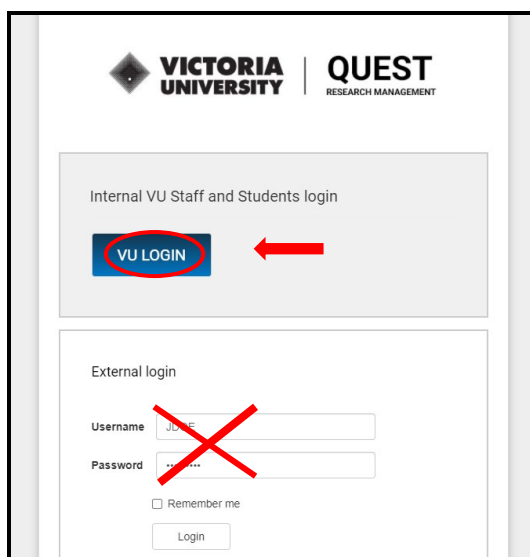 VICTORIA
UNIVERSITY
QUEST
RESEARCH MANAGEMENT
Internal VU Staff and Students login
VU LOGIN
External login
Username
JDOE
Password
Remember me
Login